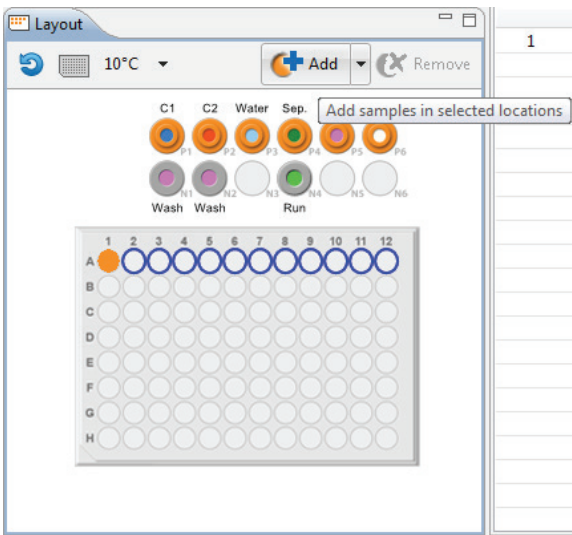 Layout
10°C Add Remove
1
Add samples in selected locations
C1 C2 Water Sep.
P1 P2 P3 P4 P5 P6
N1 N2 N3 N4 N5 N6
Wash Wash Run
1 2 3 4 5 6 7 8 9 10 11 12
A
B
C
D
E
F
G
H